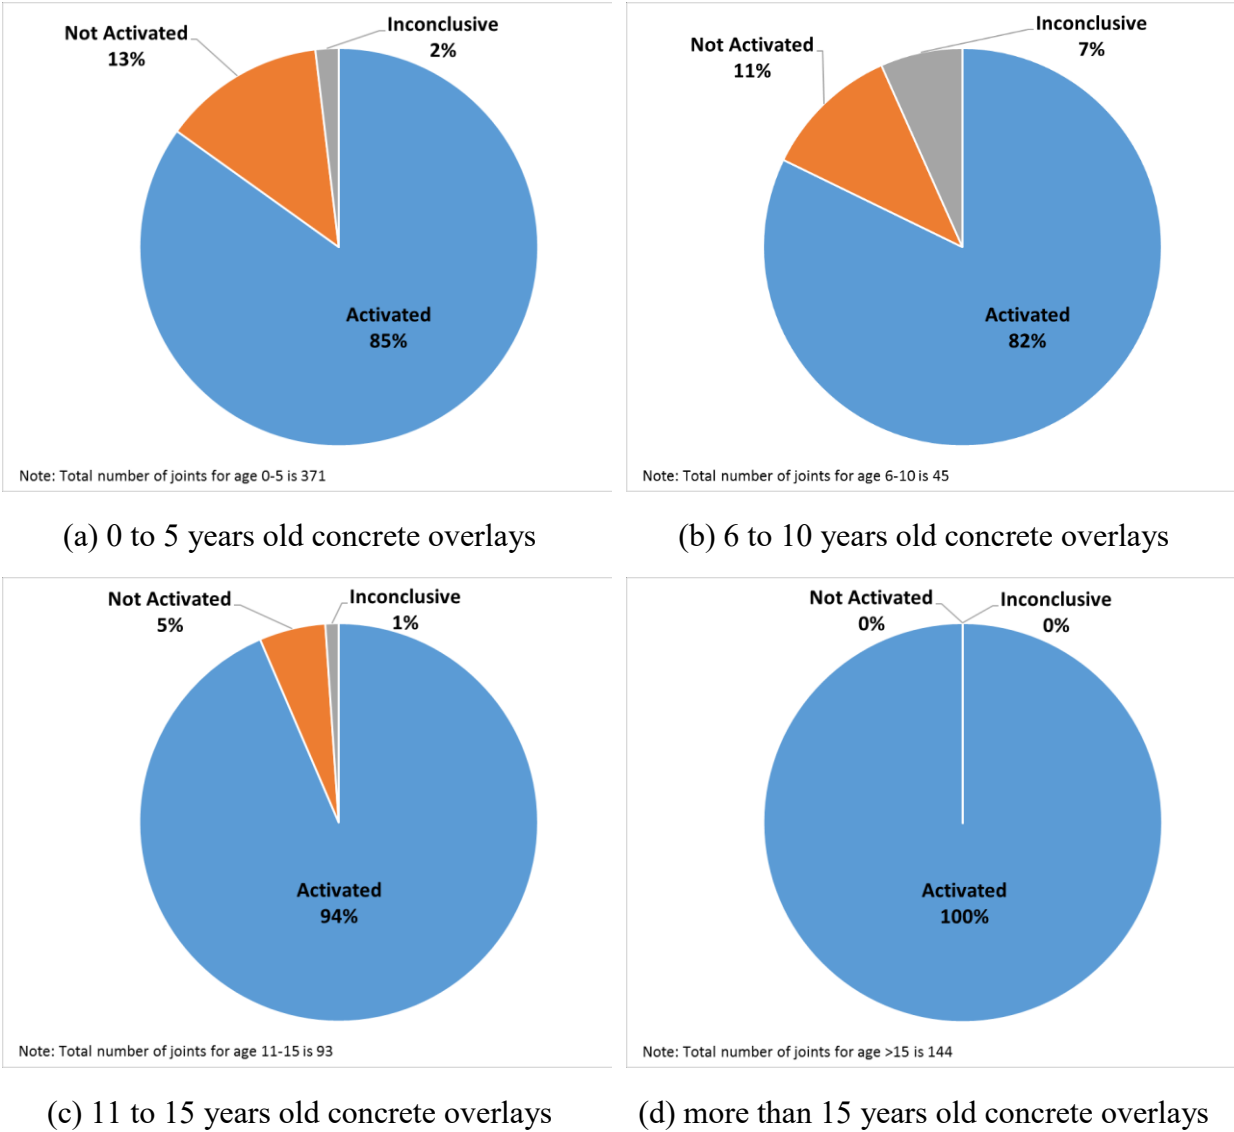 Not Activated
13%
Inconclusive
2%
Activated
85%
Note: Total number of joints for age 0-5 is 371
(a) 0 to 5 years old concrete overlays
Not Activated
11%
Inconclusive
7%
Activated
82%
Note: Total number of joints for age 6-10 is 45
(b) 6 to 10 years old concrete overlays
Not Activated
5%
Inconclusive
1%
Activated
94%
Note: Total number of joints for age 11-15 is 93
(c) 11 to 15 years old concrete overlays
Not Activated
0%
Inconclusive
0%
Activated
100%
Note: Total number of joints for age >15 is 144
(d) more than 15 years old concrete overlays